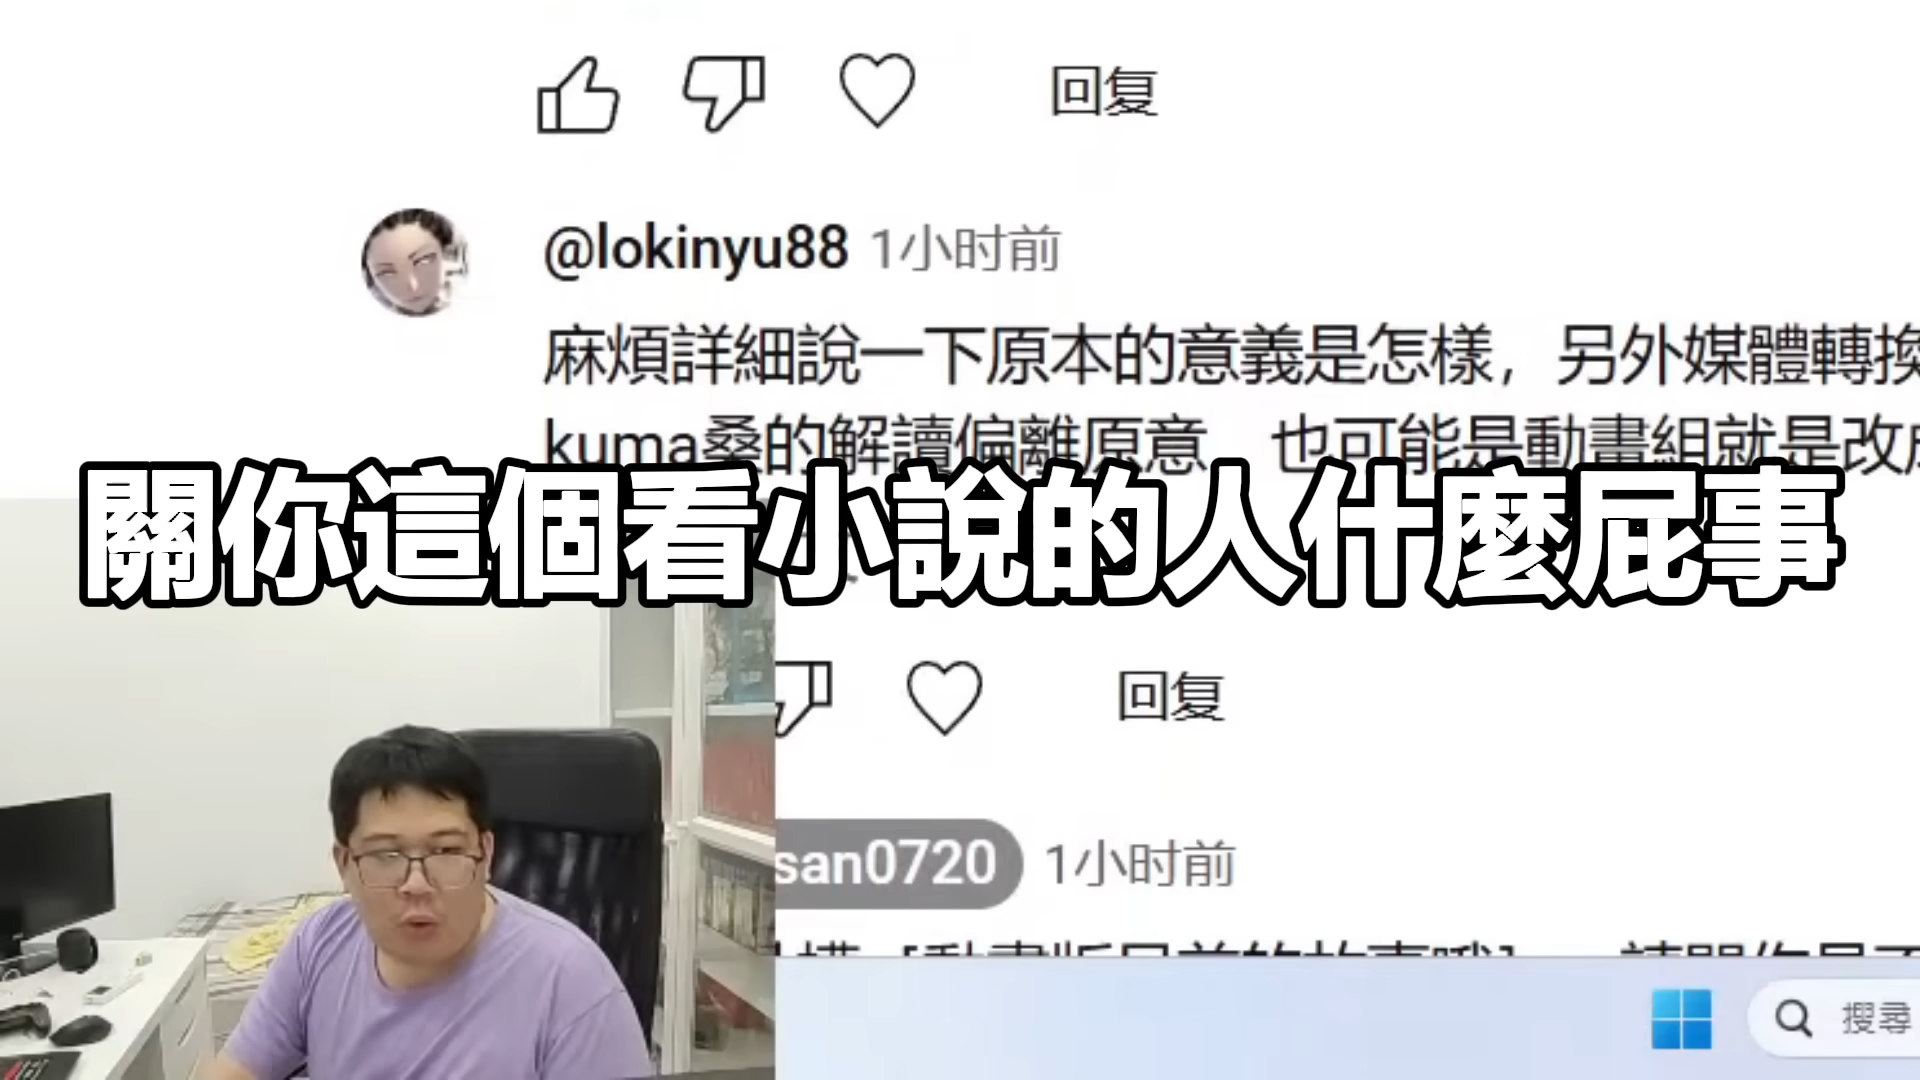 回复
@lokinyu88 1小时前
麻煩詳細說一下原本的意義是怎樣，另外媒體轉換
kuma桑的解讀偏離原意 也可能是動畫組就是改成
關你這個看小說的人什麼屁事
回复
san0720 1小时前
搜尋